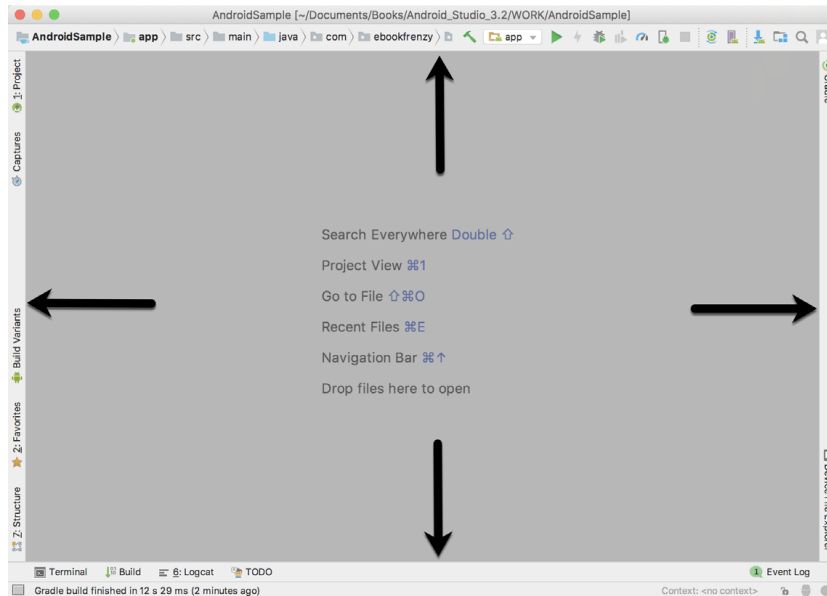 AndroidSample [~/Documents/Books/Android_Studio_3.2/WORK/AndroidSample]
AndroidSample app src main java com ebookfrenzy app
1: Project
Captures
Build Variants
2: Favorites
Z: Structure
Search Everywhere Double ⇧
Project View ⌘1
Go to File ⇧⌘O
Recent Files ⌘E
Navigation Bar ⌘↑
Drop files here to open
Terminal Build 6: Logcat TODO
1 Event Log
Gradle build finished in 12 s 29 ms (2 minutes ago)
Context: <no context>